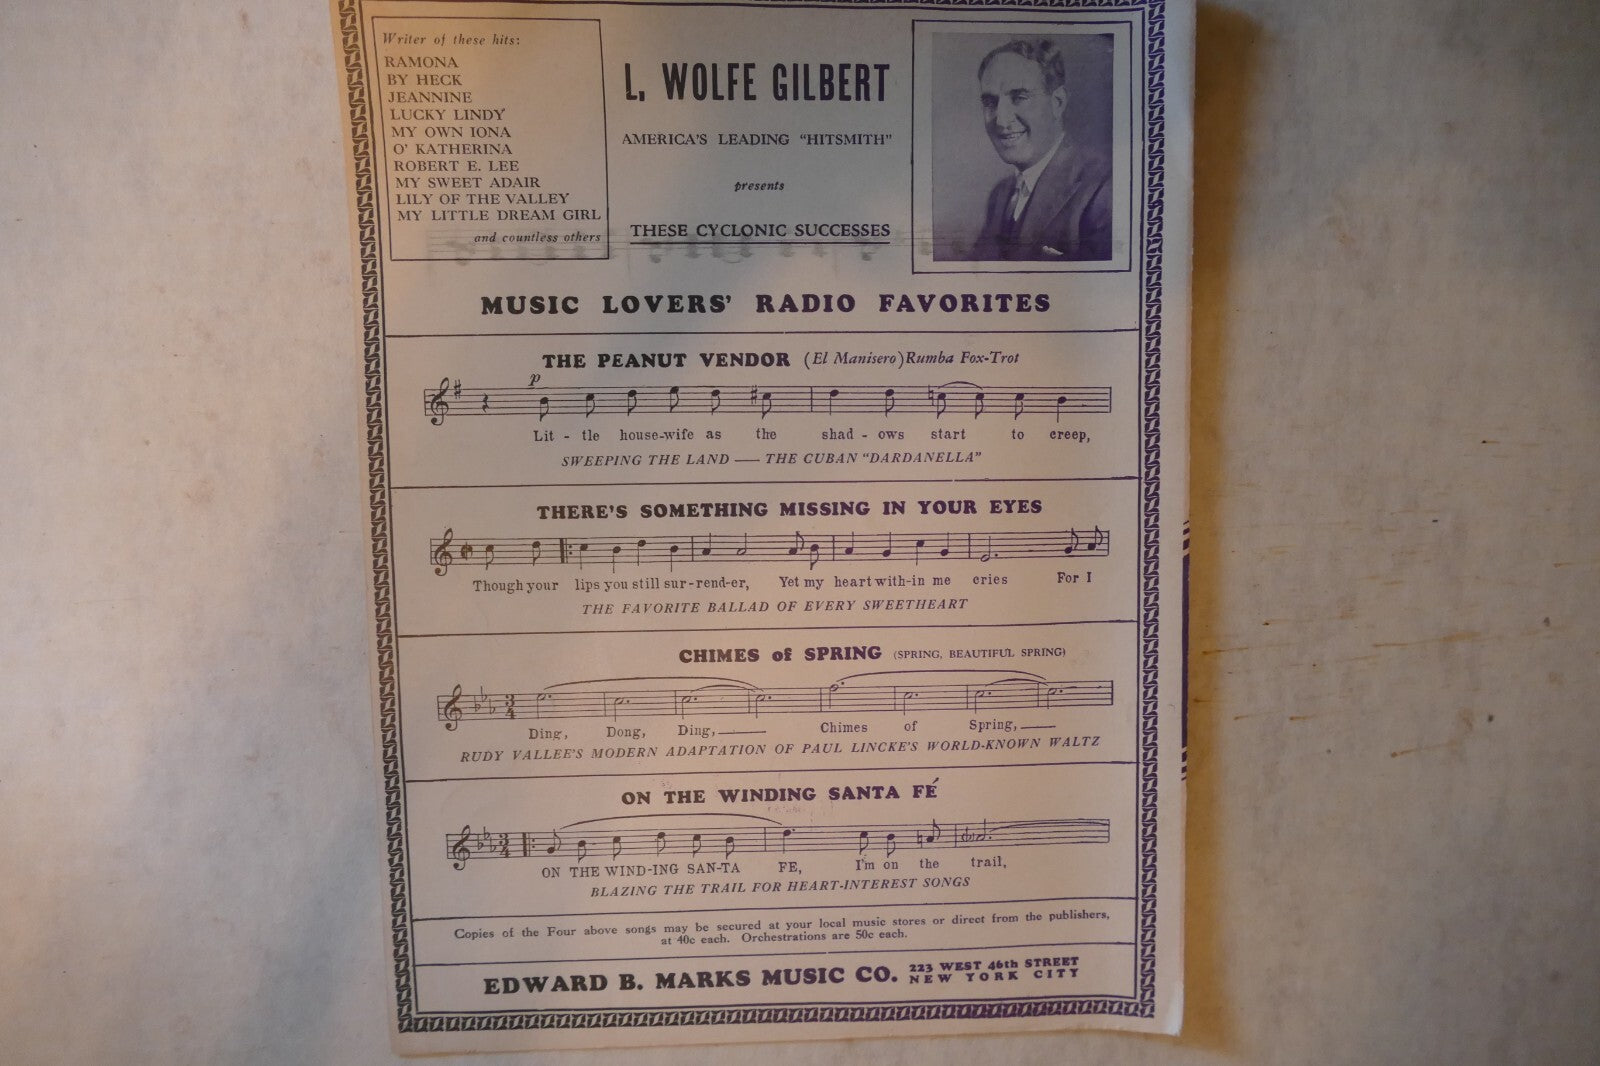 Writer of these hits:
RAMONA
BY HECK
JEANNINE
LUCKY LINDY
MY OWN IONA
O' KATHERINA
ROBERT E. LEE
MY SWEET ADAIR
LILY OF THE VALLEY
MY LITTLE DREAM GIRL
and countless others
L. WOLFE GILBERT
AMERICA'S LEADING "HITSMITH"
presents
THESE CYCLONIC SUCCESSES
MUSIC LOVERS' RADIO FAVORITES
THE PEANUT VENDOR (El Manisero) Rumba Fox-Trot
p
Lit - tle house-wife as the shad - ows start to creep,
SWEEPING THE LAND — THE CUBAN "DARDANELLA"
THERE'S SOMETHING MISSING IN YOUR EYES
Though your lips you still sur-rend-er, Yet my heart with-in me cries For I
THE FAVORITE BALLAD OF EVERY SWEETHEART
CHIMES of SPRING (SPRING, BEAUTIFUL SPRING)
3/4
Ding, Dong, Ding, Chimes of Spring,
RUDY VALLEE'S MODERN ADAPTATION OF PAUL LINCKE'S WORLD-KNOWN WALTZ
ON THE WINDING SANTA FÉ
3/4
ON THE WIND-ING SAN-TA FE, I'm on the trail,
BLAZING THE TRAIL FOR HEART-INTEREST SONGS
Copies of the Four above songs may be secured at your local music stores or direct from the publishers,
at 40c each. Orchestrations are 50c each.
EDWARD B. MARKS MUSIC CO. 223 WEST 46th STREET
NEW YORK CITY